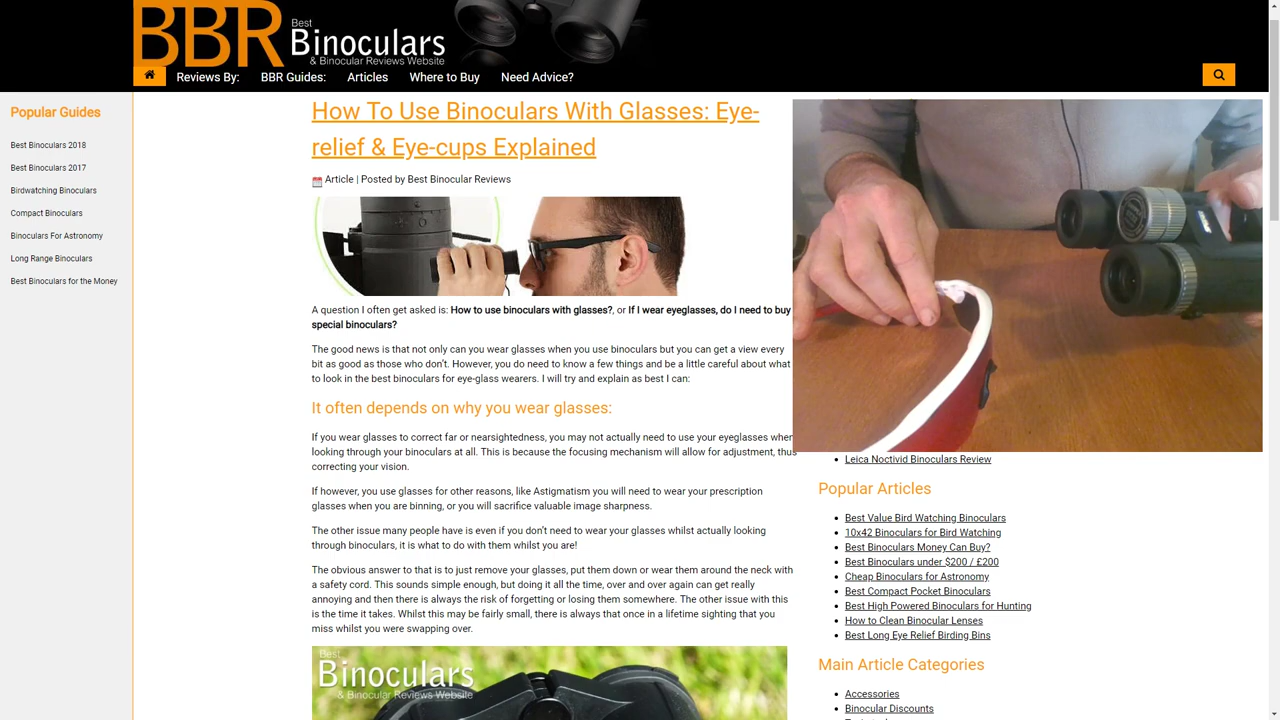 BBR
Best
Binoculars
& Binocular Reviews Website
Reviews By:
BBR Guides:
Articles
Where to Buy
Need Advice?
Popular Guides
Best Binoculars 2018
Best Binoculars 2017
Birdwatching Binoculars
Compact Binoculars
Binoculars For Astronomy
Long Range Binoculars
Best Binoculars for the Money
How To Use Binoculars With Glasses: Eye-
relief & Eye-cups Explained
Article | Posted by Best Binocular Reviews
A question I often get asked is: How to use binoculars with glasses?, or If I wear eyeglasses, do I need to buy
special binoculars?
The good news is that not only can you wear glasses when you use binoculars but you can get a view every
bit as good as those who don't. However, you do need to know a few things and be a little careful about what
to look in the best binoculars for eye-glass wearers. I will try and explain as best I can:
It often depends on why you wear glasses:
If you wear glasses to correct far or nearsightedness, you may not actually need to use your eyeglasses when
looking through your binoculars at all. This is because the focusing mechanism will allow for adjustment, thus
correcting your vision.
If however, you use glasses for other reasons, like Astigmatism you will need to wear your prescription
glasses when you are binning, or you will sacrifice valuable image sharpness.
The other issue many people have is even if you don't need to wear your glasses whilst actually looking
through binoculars, it is what to do with them whilst you are!
The obvious answer to that is to just remove your glasses, put them down or wear them around the neck with
a safety cord. This sounds simple enough, but doing it all the time, over and over again can get really
annoying and then there is always the risk of forgetting or losing them somewhere. The other issue with this
is the time it takes. Whilst this may be fairly small, there is always that once in a lifetime sighting that you
miss whilst you were swapping over.
Best
Binoculars
& Binocular Reviews Website
Leica Noctivid Binoculars Review
Popular Articles
Best Value Bird Watching Binoculars
10x42 Binoculars for Bird Watching
Best Binoculars Money Can Buy?
Best Binoculars under $200 / £200
Cheap Binoculars for Astronomy
Best Compact Pocket Binoculars
Best High Powered Binoculars for Hunting
How to Clean Binocular Lenses
Best Long Eye Relief Birding Bins
Main Article Categories
Accessories
Binocular Discounts